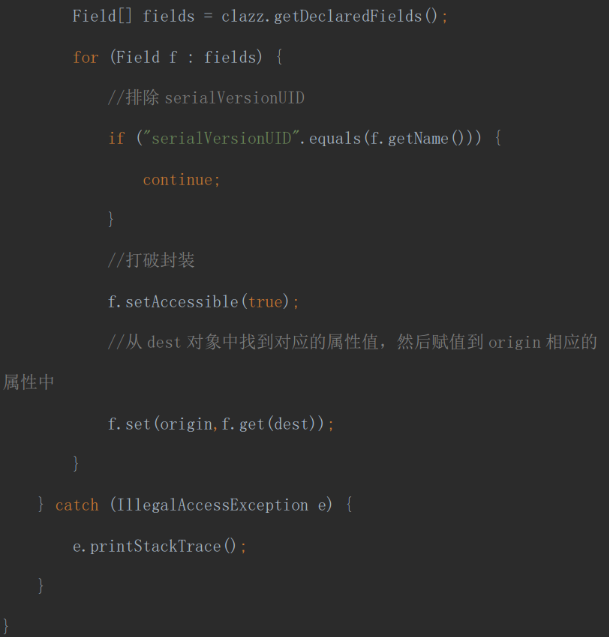 Field[] fields = clazz.getDeclaredFields();
for (Field f : fields) {
//排除 serialVersionUID
if ("serialVersionUID".equals(f.getName())) {
continue;
}
//打破封装
f.setAccessible(true);
//从 dest 对象中找到对应的属性值，然后赋值到 origin 相应的
属性中
f.set(origin,f.get(dest));
}
} catch (IllegalAccessException e) {
e.printStackTrace();
}
}